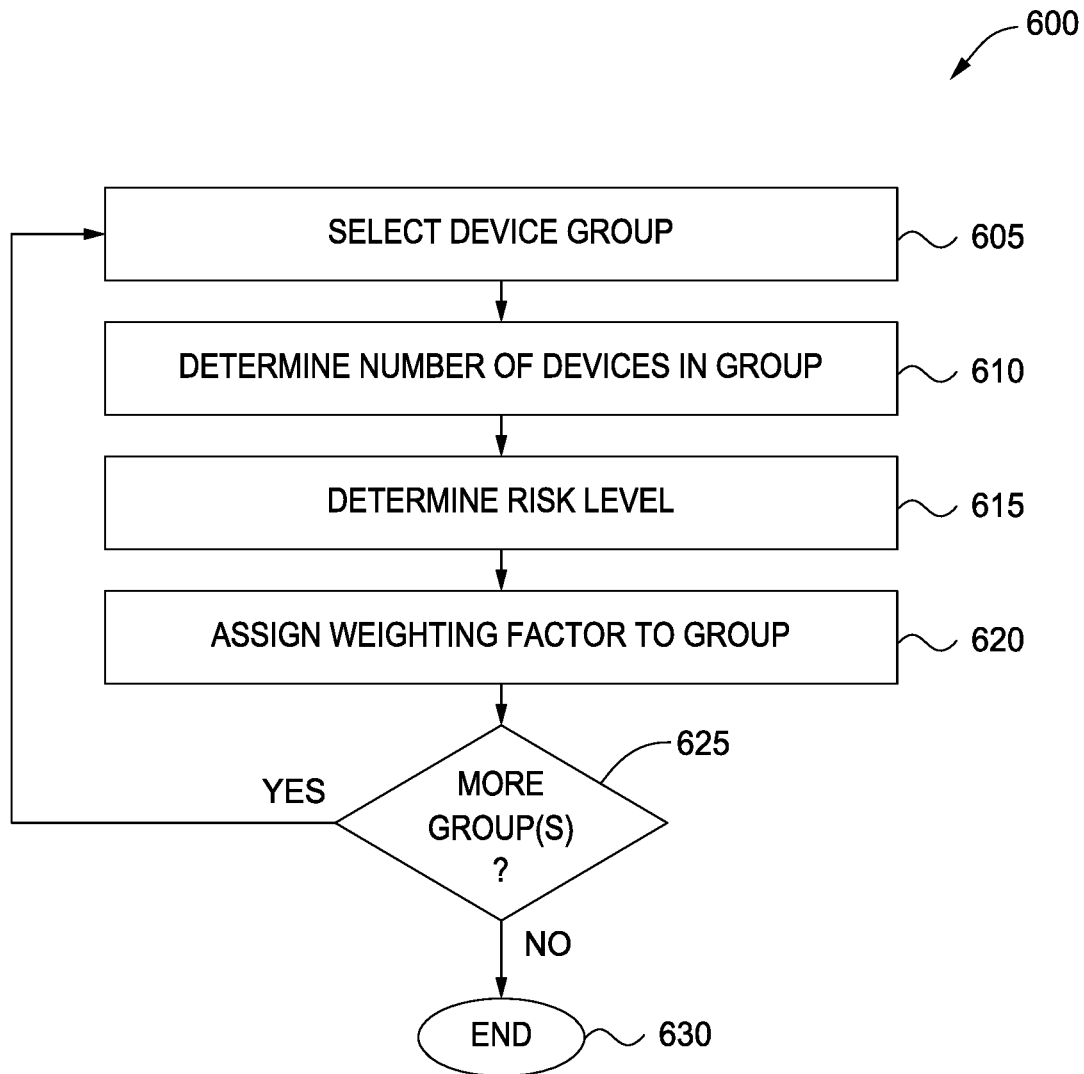 600
SELECT DEVICE GROUP
605
DETERMINE NUMBER OF DEVICES IN GROUP
610
DETERMINE RISK LEVEL
615
ASSIGN WEIGHTING FACTOR TO GROUP
620
625
YES
MORE
GROUP(S)
?
NO
END
630